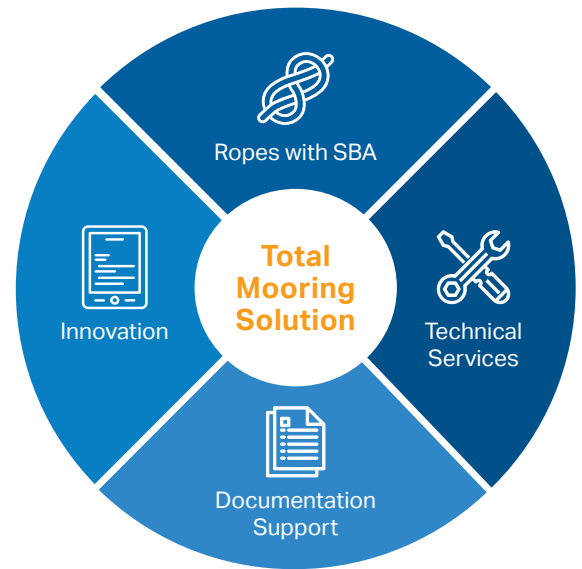 Ropes with SBA
Total
Mooring
Solution
Innovation
Technical
Services
Documentation
Support